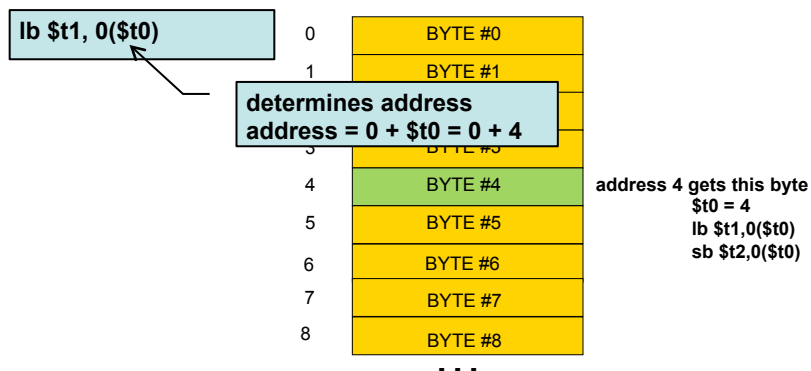 lb $t1, 0($t0)
0 BYTE #0
1 BYTE #1
determines address
address = 0 + $t0 = 0 + 4
4 BYTE #4 address 4 gets this byte
$t0 = 4
5 BYTE #5 lb $t1,0($t0)
sb $t2,0($t0)
6 BYTE #6
7 BYTE #7
8 BYTE #8
...